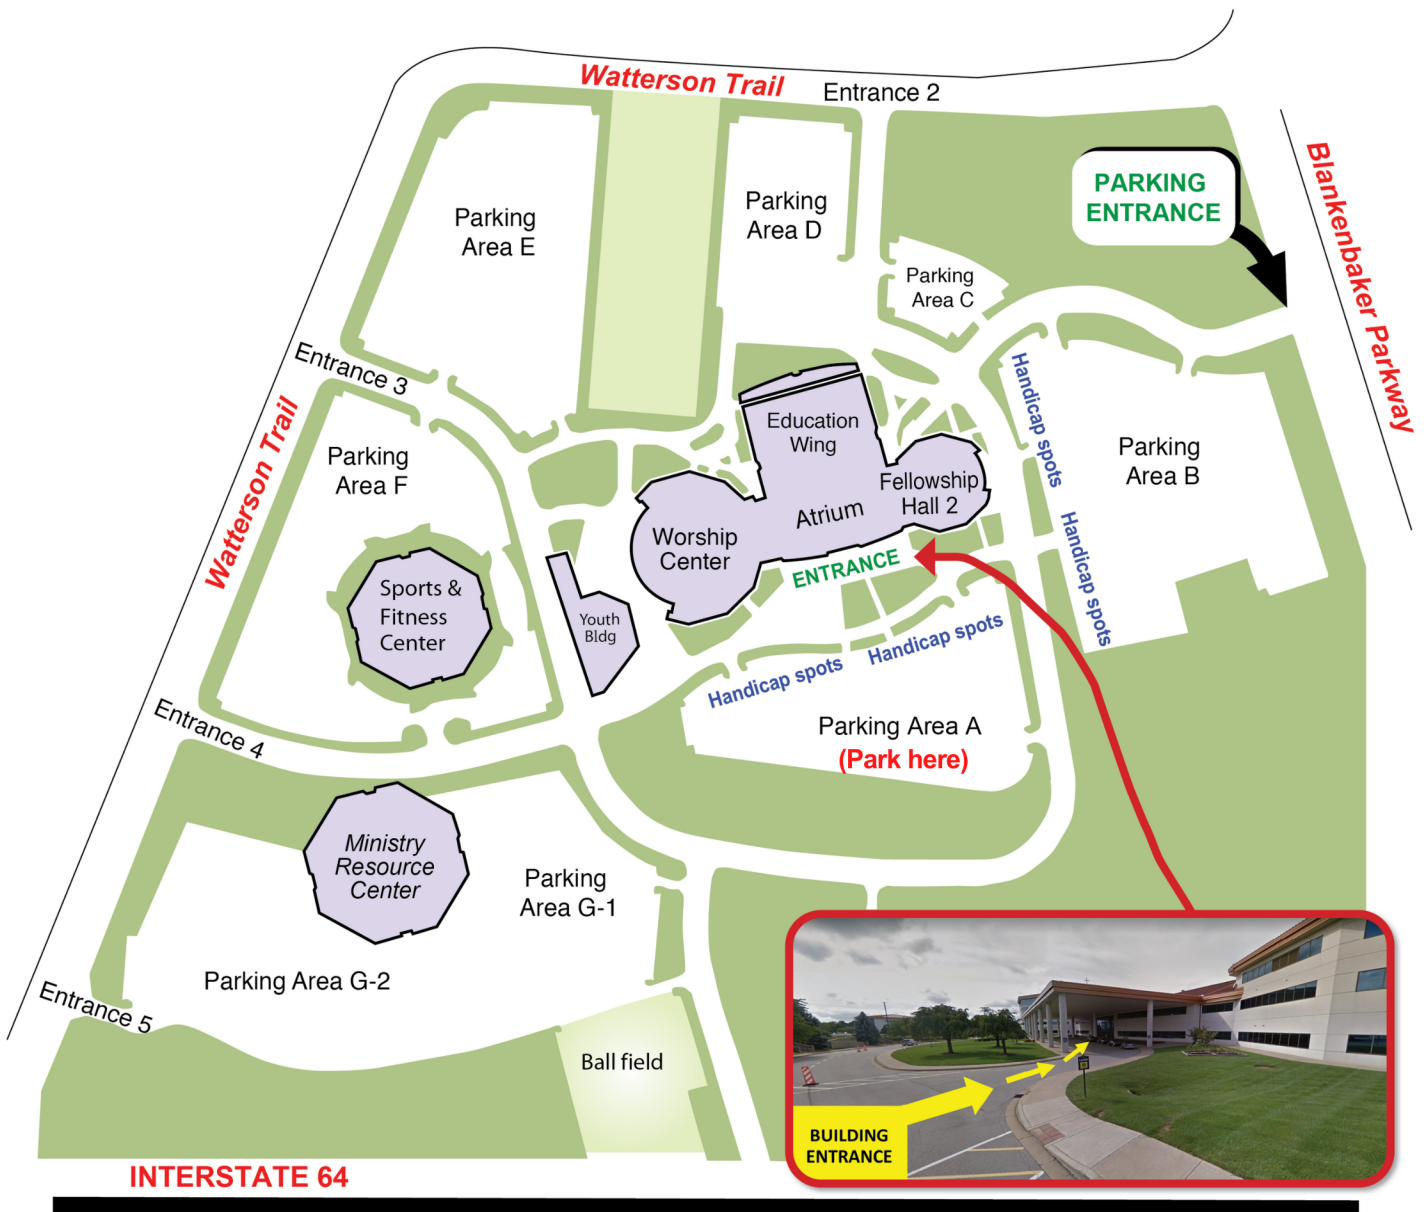 Watterson Trail
Entrance 2
Blankenbaker Parkway
PARKING
ENTRANCE
Parking
Area E
Parking
Area D
Parking
Area C
Entrance 3
Watterson Trail
Parking
Area F
Education
Wing
Fellowship
Hall 2
Atrium
Worship
Center
ENTRANCE
Handicap spots
Handicap spots
Parking
Area B
Sports &
Fitness
Center
Youth
Bldg
Handicap spots
Handicap spots
Parking Area A
(Park here)
Entrance 4
Ministry
Resource
Center
Parking
Area G-1
Parking Area G-2
Entrance 5
Ball field
BUILDING
ENTRANCE
INTERSTATE 64